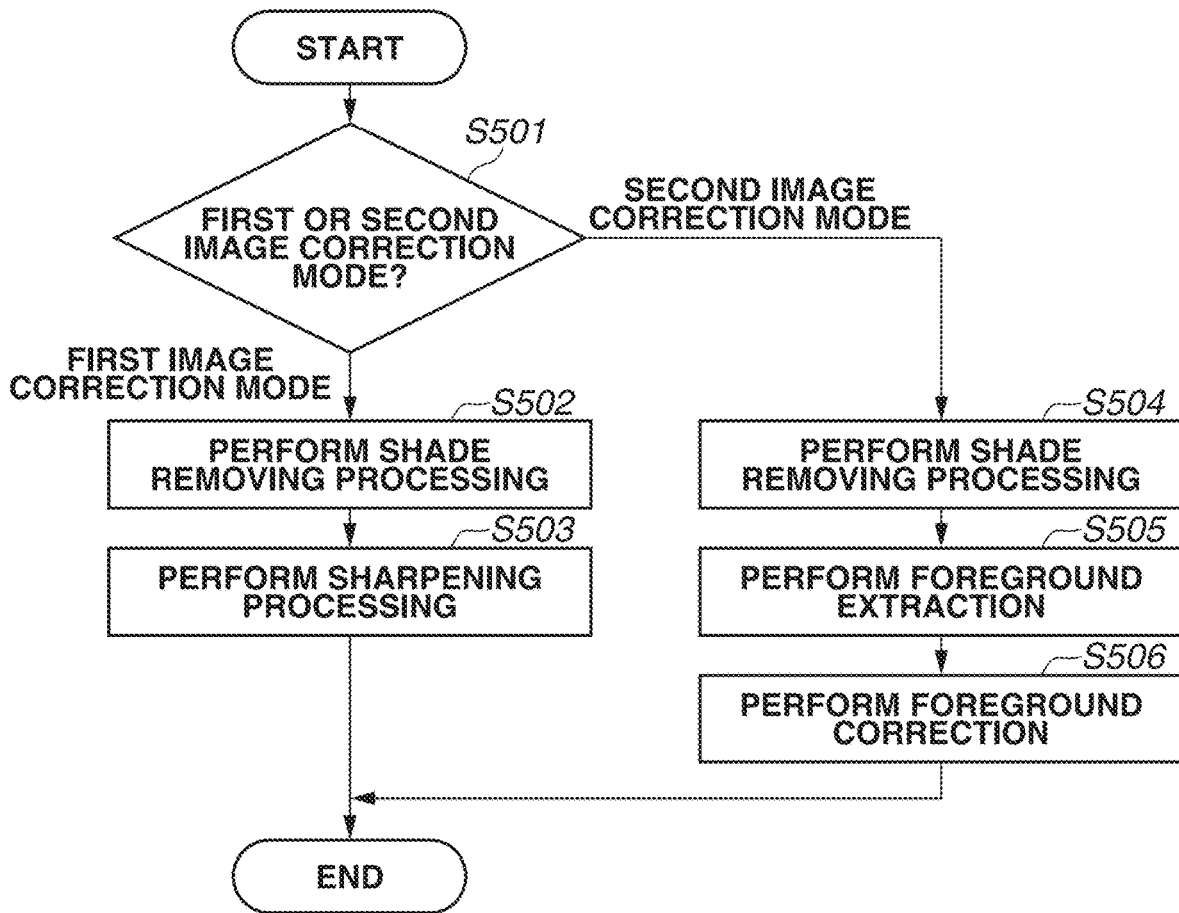 START
S501
FIRST OR SECOND
IMAGE CORRECTION
MODE?
SECOND IMAGE
CORRECTION MODE
FIRST IMAGE
CORRECTION MODE
S502
PERFORM SHADE
REMOVING PROCESSING
S503
PERFORM SHARPENING
PROCESSING
S504
PERFORM SHADE
REMOVING PROCESSING
S505
PERFORM FOREGROUND
EXTRACTION
S506
PERFORM FOREGROUND
CORRECTION
END